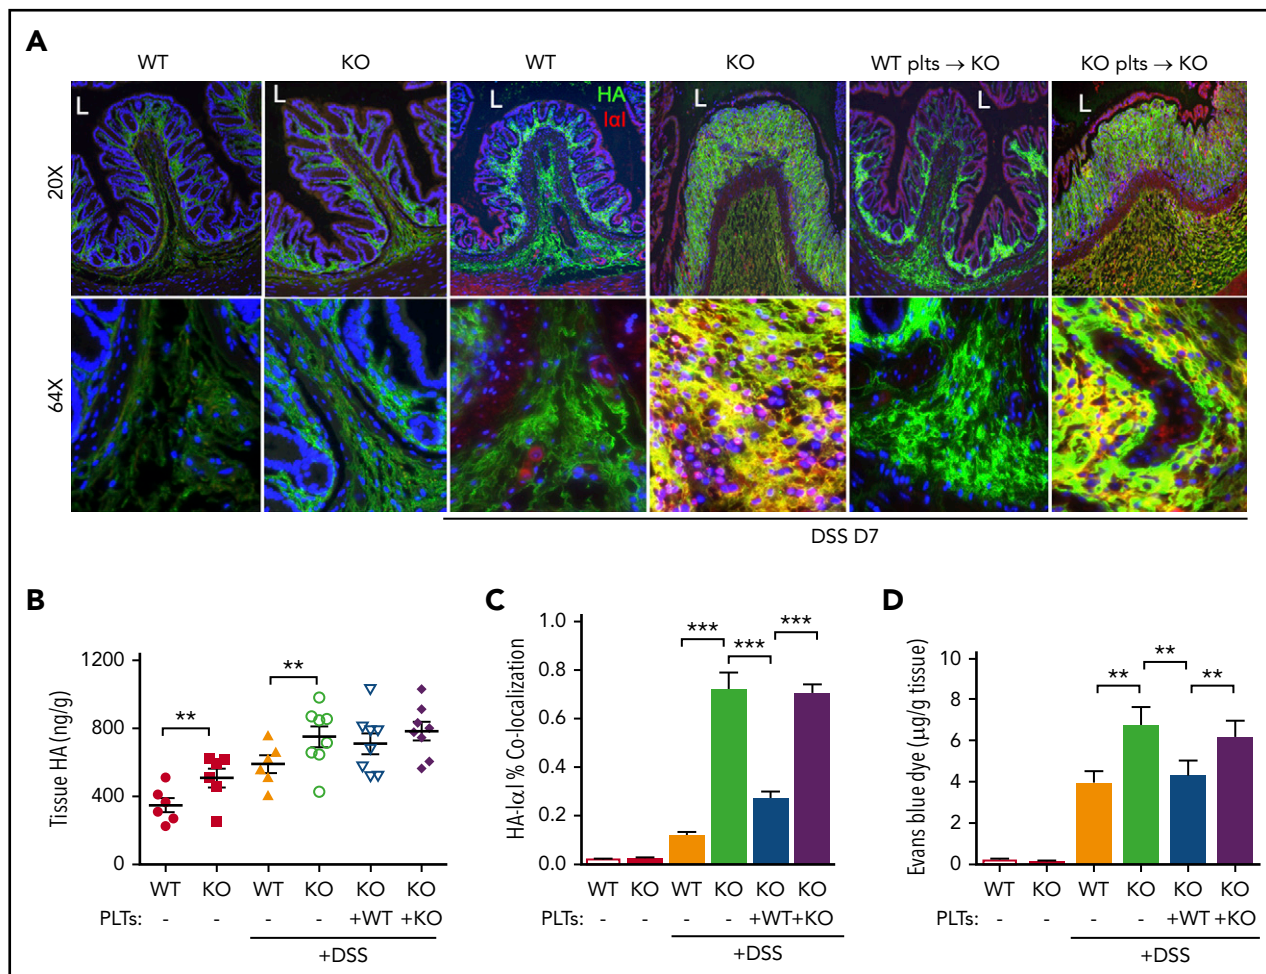 A
WT KO WT KO WT plts → KO KO plts → KO
20X
L L L HA L L L
IαI
64X
DSS D7
B
Tissue HA (ng/g)
1200
800
400
0
** **
WT KO WT KO KO KO
PLTs: - - - - +WT +KO
+DSS
C
HA-IαI % Co-localization
1.0
0.8
0.6
0.4
0.2
0.0
*** *** ***
WT KO WT KO KO KO
- - - - +WT+KO
+DSS
D
Evans blue dye (µg/g tissue)
10
8
6
4
2
0
** ** **
WT KO WT KO KO KO
PLTs: - - - - +WT +KO
+DSS